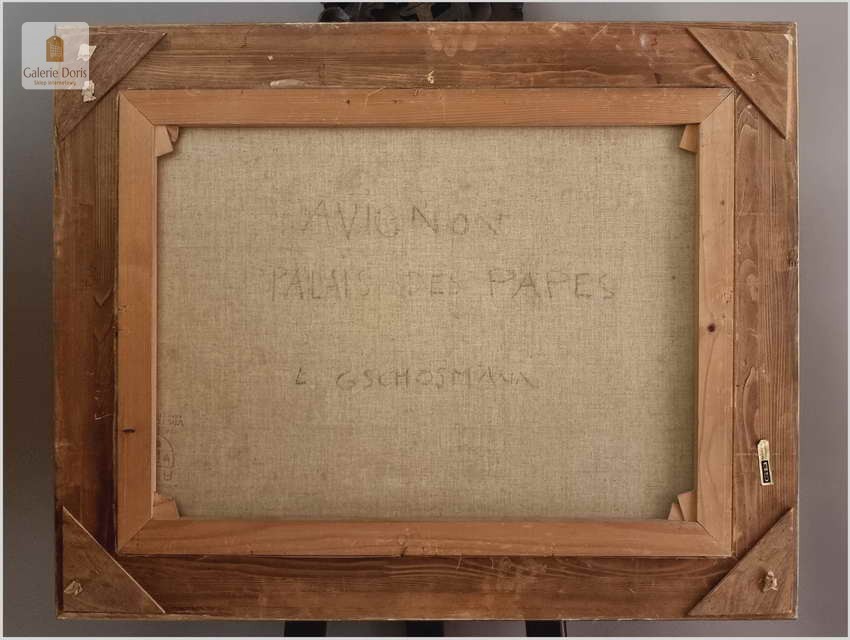 Galerie Doris
AVIGNON
PALAIS DES PAPES
L GSCHOSMANN